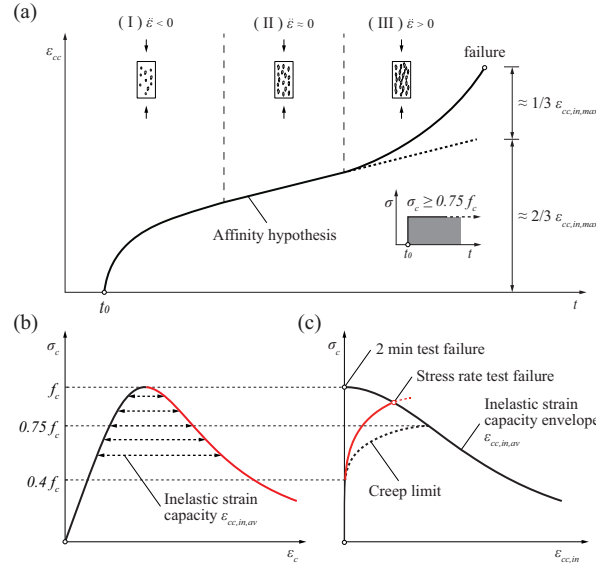 (a)
(I) ε̈ < 0
(II) ε̈ ≈ 0
(III) ε̈ > 0
ε_cc
failure
≈ 1/3 ε_cc,in,max
≈ 2/3 ε_cc,in,max
Affinity hypothesis
σ
σ_c ≥ 0.75 f_c
t_0
t
t_0
t
(b)
σ_c
f_c
0.75 f_c
0.4 f_c
Inelastic strain
capacity ε_cc,in,av
ε_c
(c)
σ_c
2 min test failure
Stress rate test failure
Inelastic strain
capacity envelope
ε_cc,in,av
Creep limit
ε_cc,in